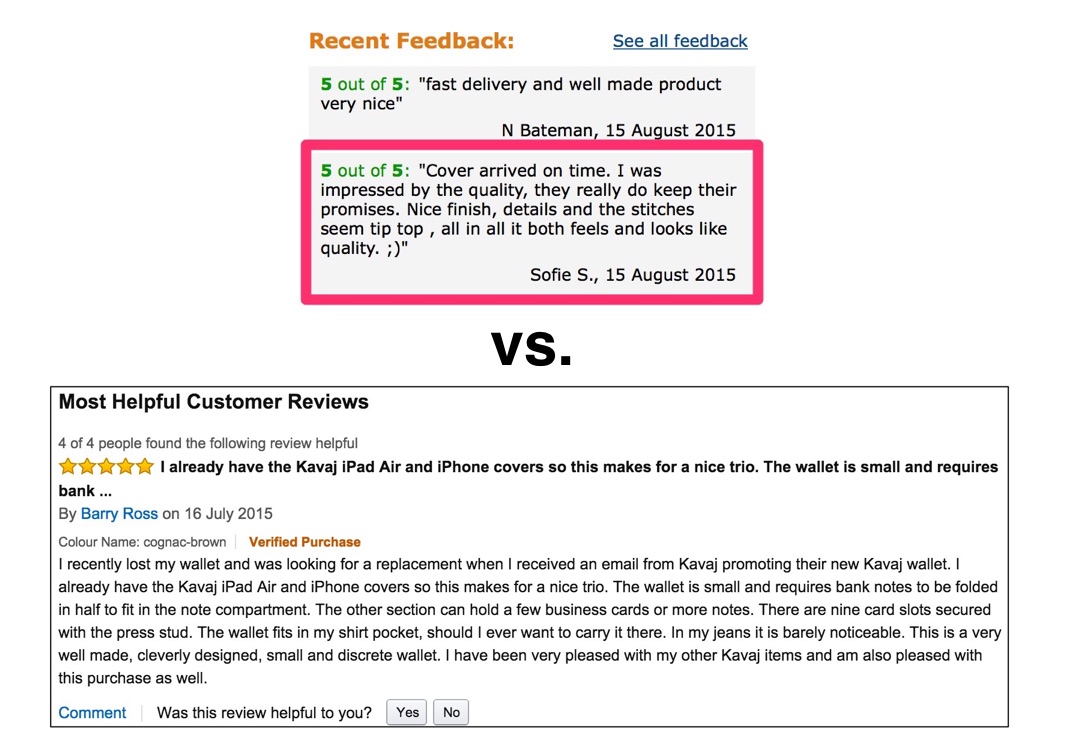 Recent Feedback: See all feedback
5 out of 5: "fast delivery and well made product
very nice"
N Bateman, 15 August 2015
5 out of 5: "Cover arrived on time. I was
impressed by the quality, they really do keep their
promises. Nice finish, details and the stitches
seem tip top , all in all it both feels and looks like
quality. ;)"
Sofie S., 15 August 2015
vs.
Most Helpful Customer Reviews
4 of 4 people found the following review helpful
I already have the Kavaj iPad Air and iPhone covers so this makes for a nice trio. The wallet is small and requires
bank ...
By Barry Ross on 16 July 2015
Colour Name: cognac-brown Verified Purchase
I recently lost my wallet and was looking for a replacement when I received an email from Kavaj promoting their new Kavaj wallet. I
already have the Kavaj iPad Air and iPhone covers so this makes for a nice trio. The wallet is small and requires bank notes to be folded
in half to fit in the note compartment. The other section can hold a few business cards or more notes. There are nine card slots secured
with the press stud. The wallet fits in my shirt pocket, should I ever want to carry it there. In my jeans it is barely noticeable. This is a very
well made, cleverly designed, small and discrete wallet. I have been very pleased with my other Kavaj items and am also pleased with
this purchase as well.
Comment Was this review helpful to you? Yes No